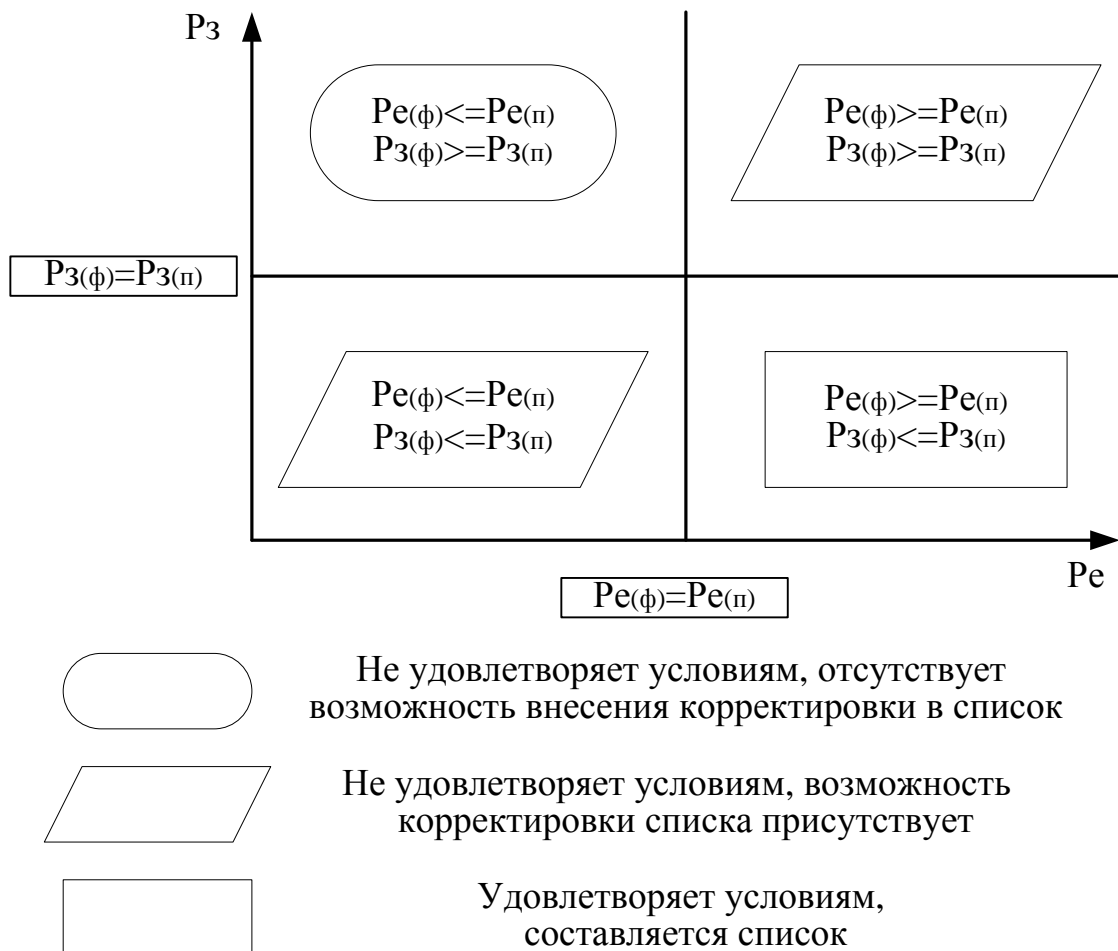 Рз
Ре(ф)<=Ре(п)
Рз(ф)>=Рз(п)
Ре(ф)>=Ре(п)
Рз(ф)>=Рз(п)
Рз(ф)=Рз(п)
Ре(ф)<=Ре(п)
Рз(ф)<=Рз(п)
Ре(ф)>=Ре(п)
Рз(ф)<=Рз(п)
Ре
Ре(ф)=Ре(п)
Не удовлетворяет условиям, отсутствует
возможность внесения корректировки в список
Не удовлетворяет условиям, возможность
корректировки списка присутствует
Удовлетворяет условиям,
составляется список